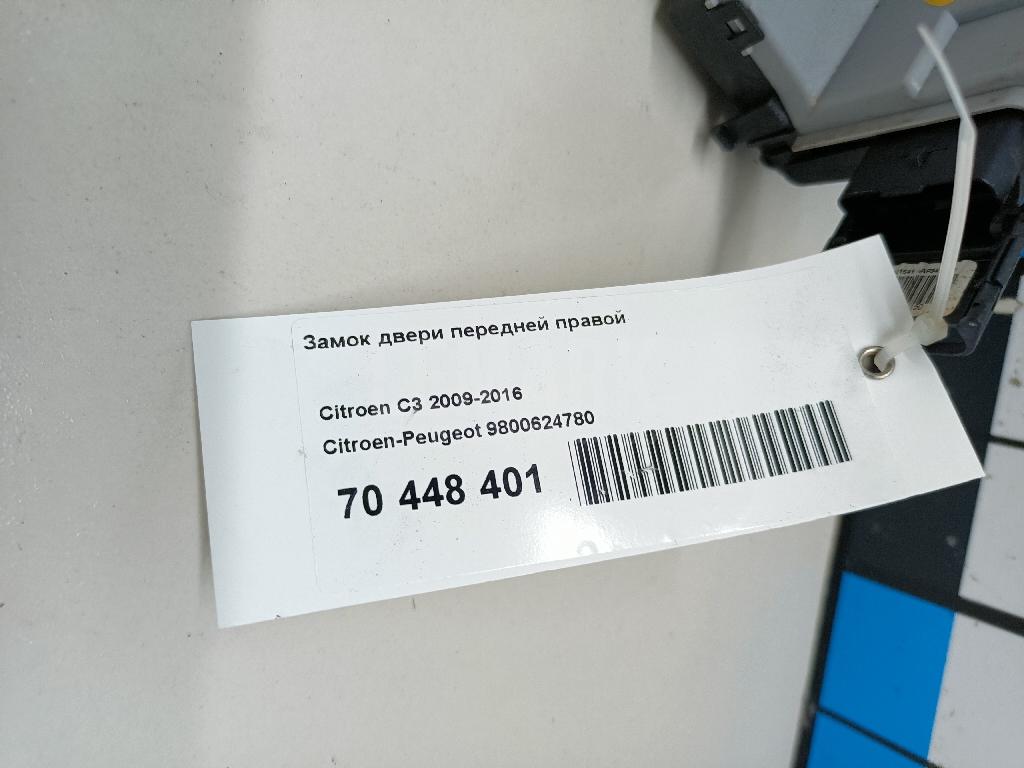 Замок двери передней правой
Citroen C3 2009-2016
Citroen-Peugeot 9800624780
70 448 401